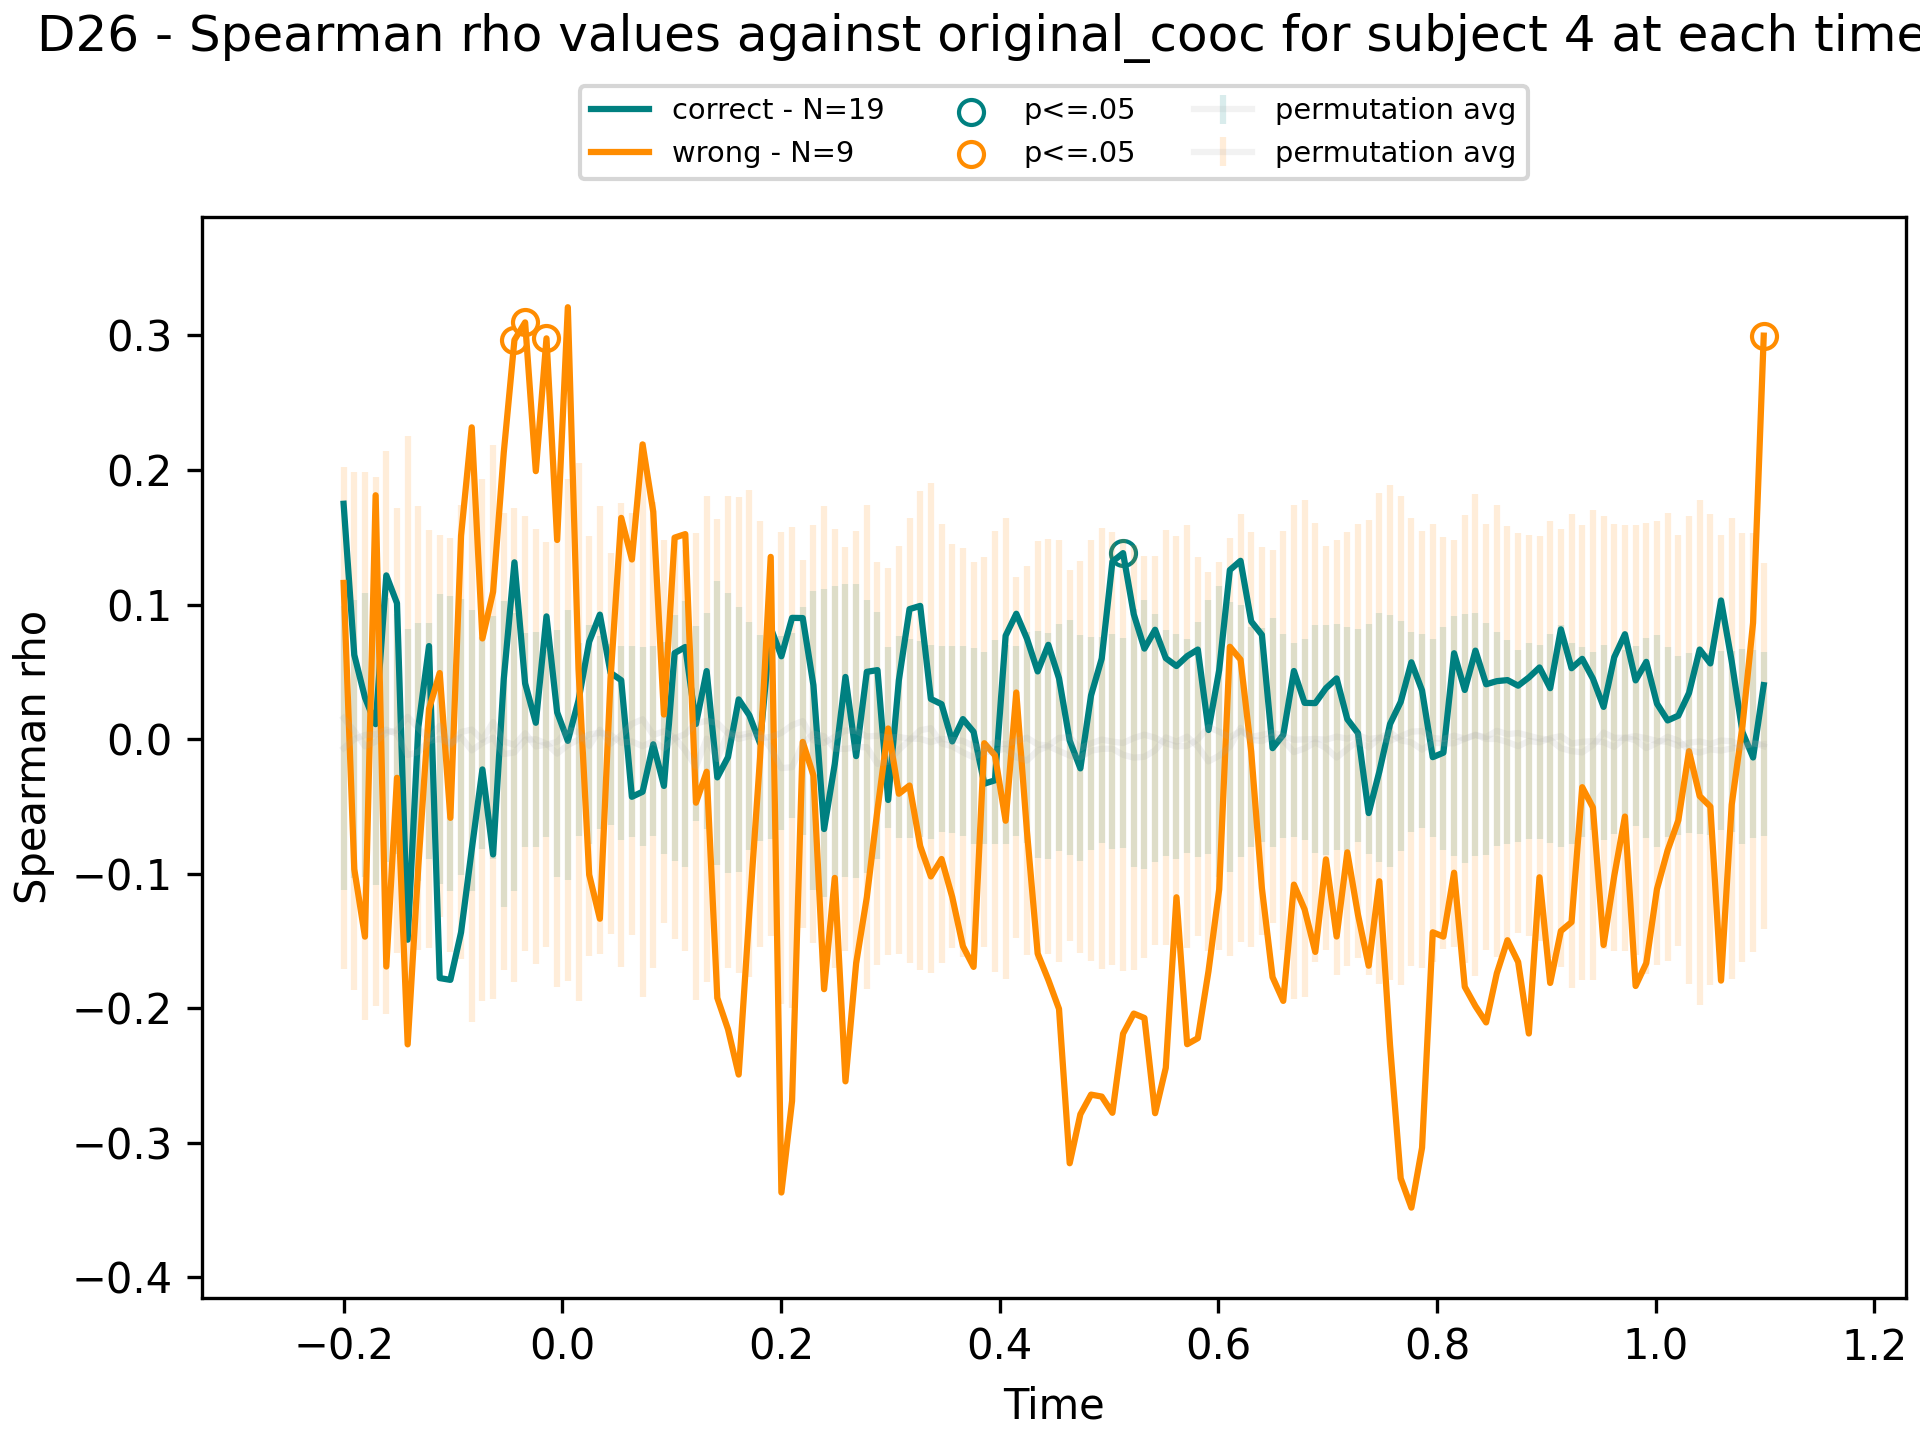 D26 - Spearman rho values against original_cooc for subject 4 at each time
correct - N=19
wrong - N=9
p<=.05
p<=.05
permutation avg
permutation avg
Spearman rho
0.3
0.2
0.1
0.0
−0.1
−0.2
−0.3
−0.4
−0.2 0.0 0.2 0.4 0.6 0.8 1.0 1.2
Time